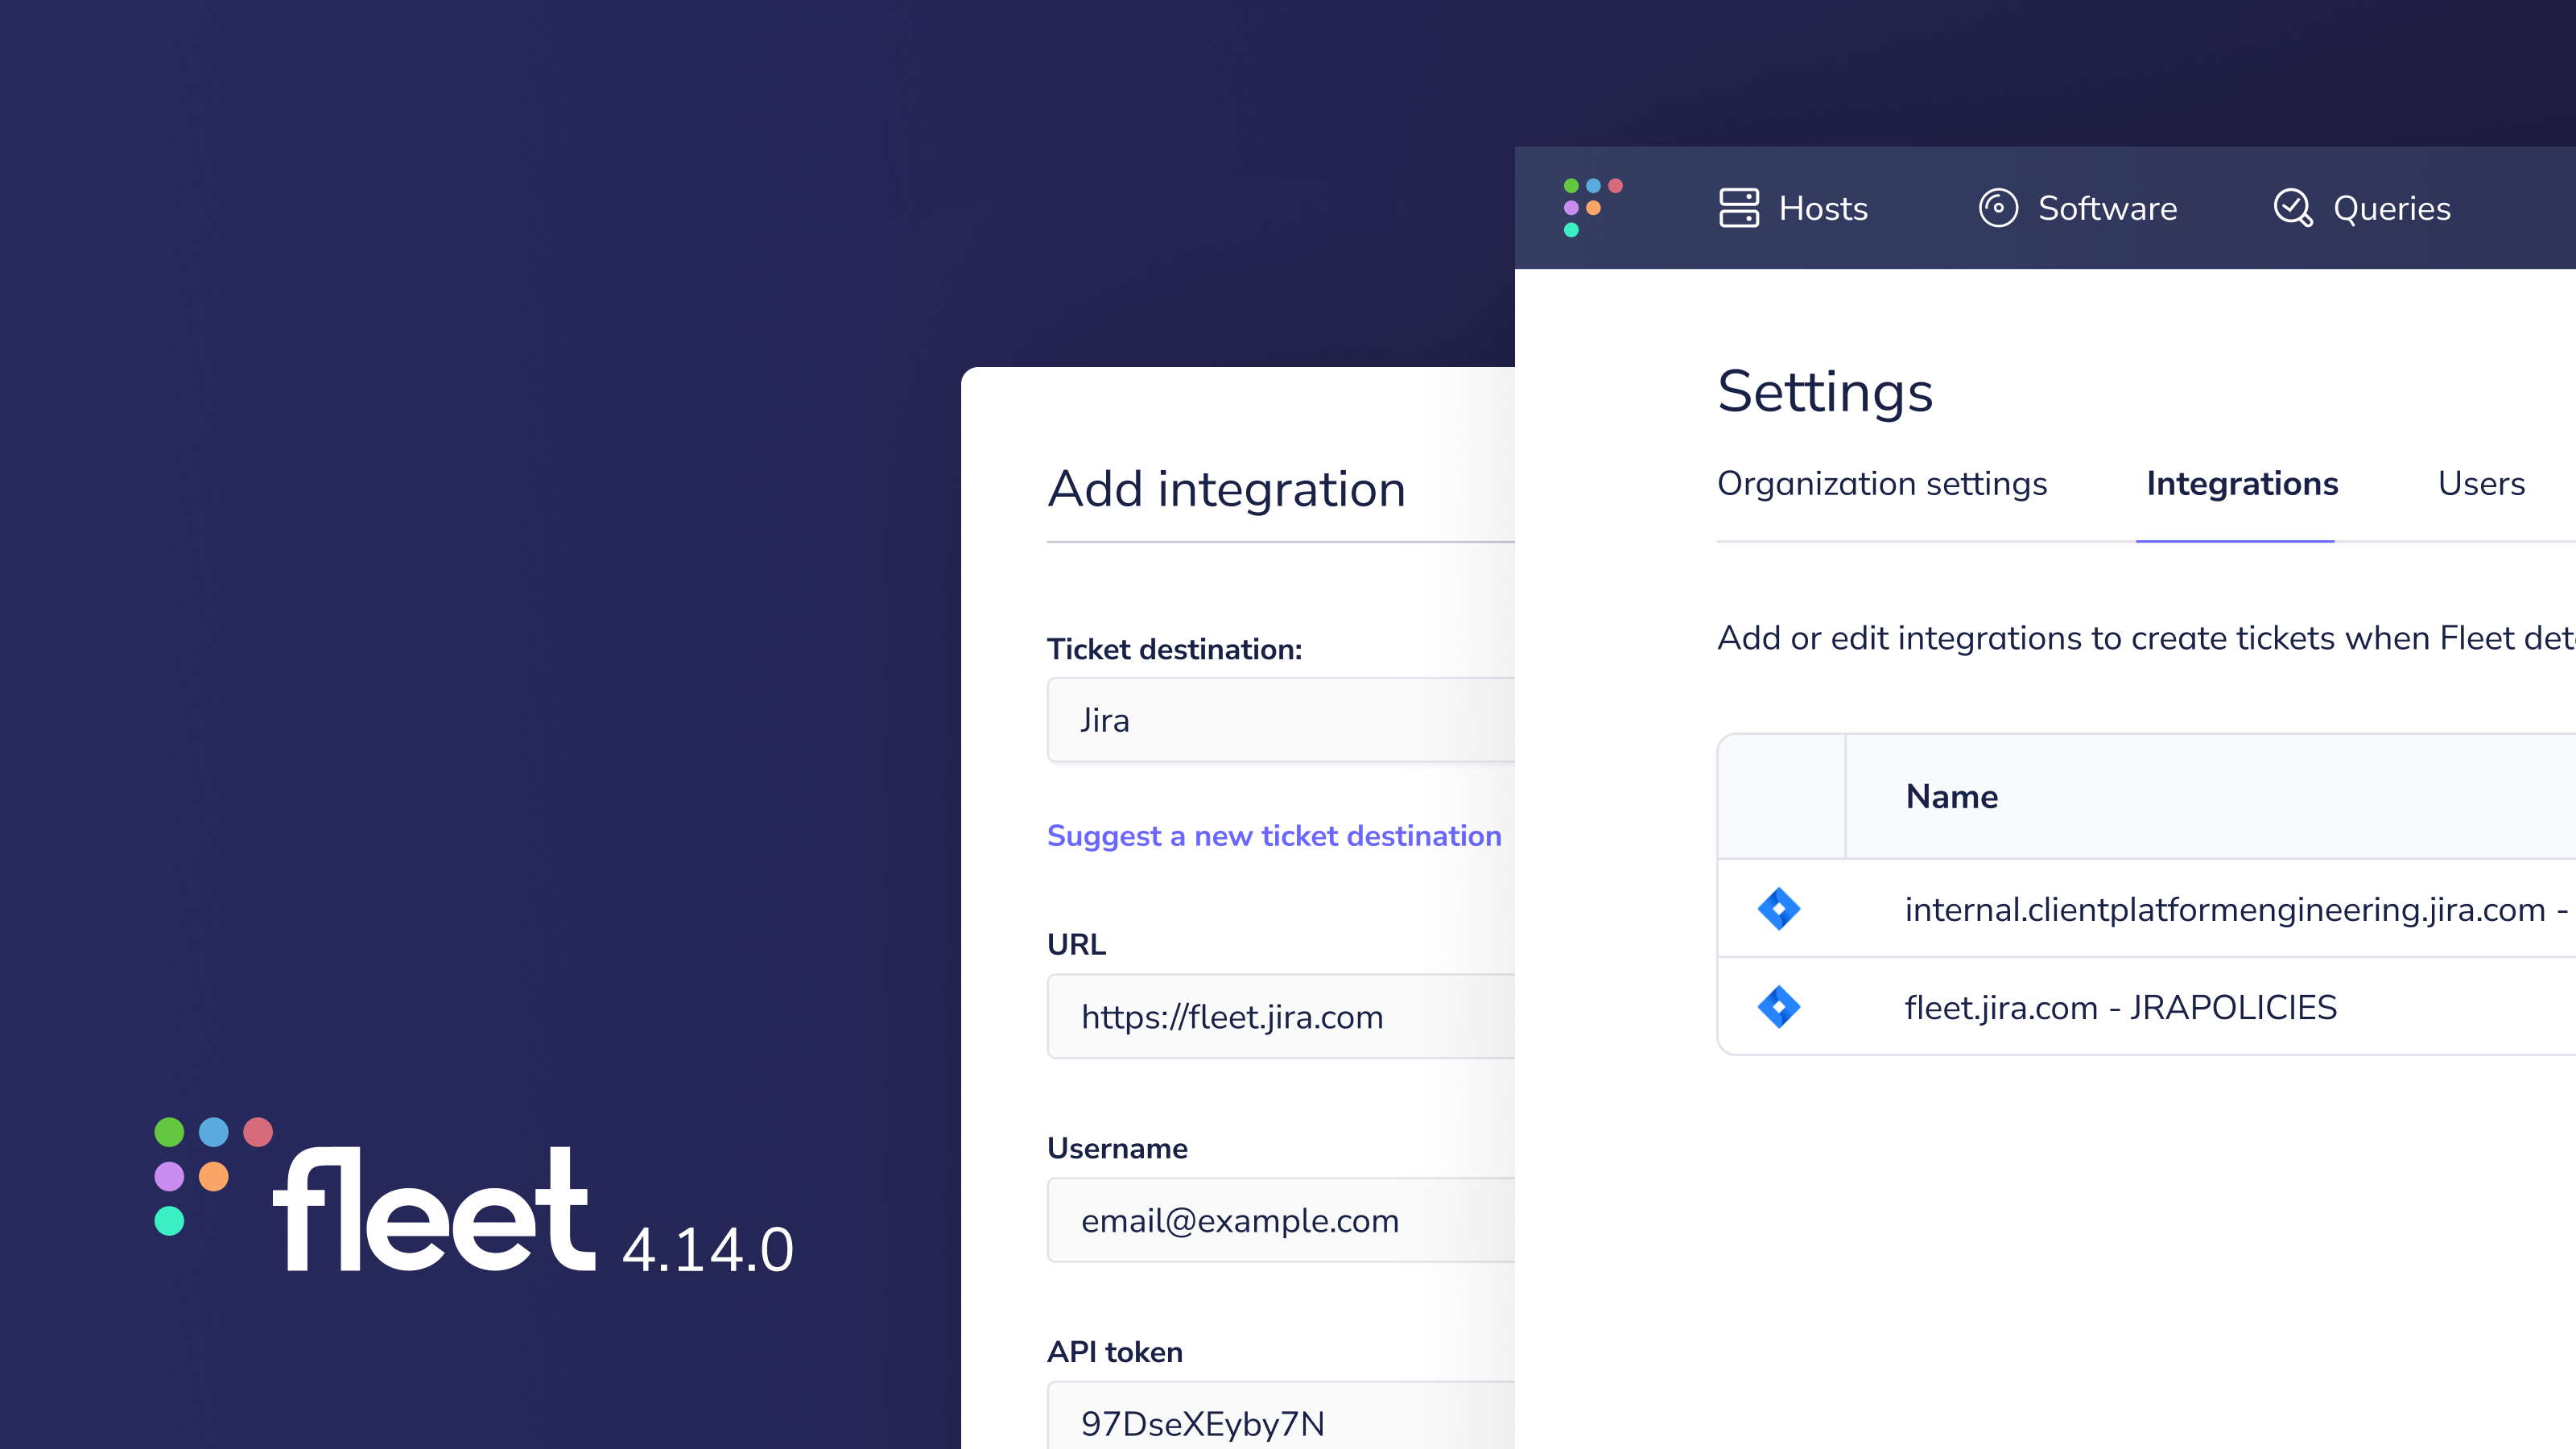 fleet 4.14.0
Add integration
Ticket destination:
Jira
Suggest a new ticket destination
URL
https://fleet.jira.com
Username
email@example.com
API token
97DseXEyby7N
Hosts Software Queries
Settings
Organization settings Integrations Users
Add or edit integrations to create tickets when Fleet
Name
internal.clientplatformengineering.jira.com -
fleet.jira.com - JRAPOLICIES